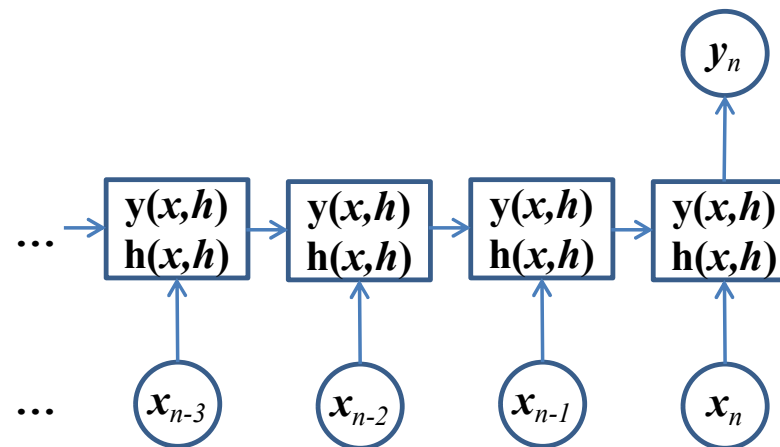 yₙ
y(x,h) y(x,h) y(x,h) y(x,h)
... h(x,h) h(x,h) h(x,h) h(x,h)
... xₙ₋₃ xₙ₋₂ xₙ₋₁ xₙ